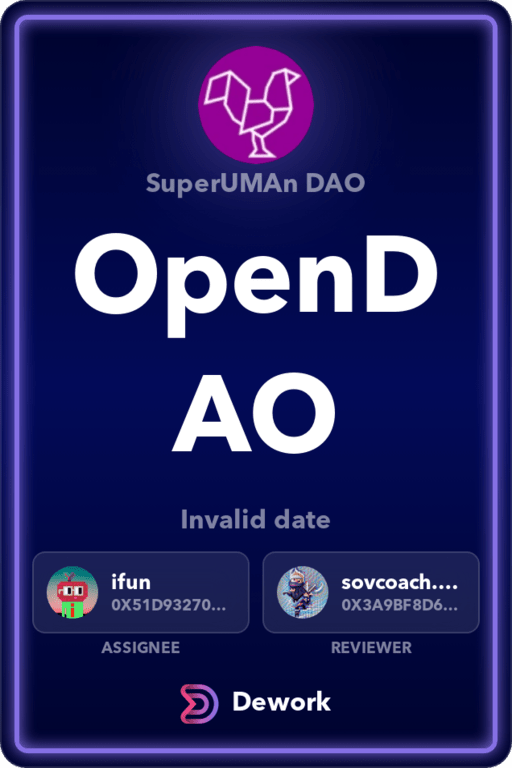 SuperUMAn DAO
OpenD
AO
Invalid date
ifun
0X51D93270...
sovcoach....
0X3A9BF8D6...
ASSIGNEE
REVIEWER
Dework